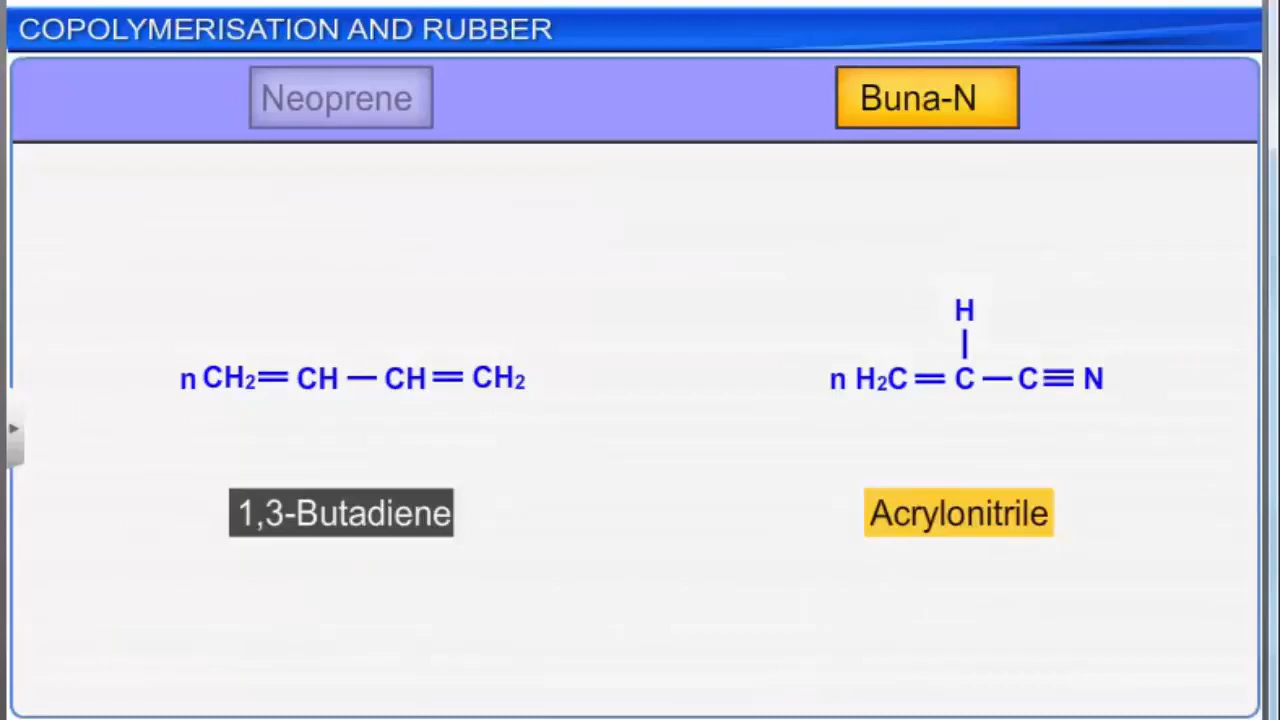 COPOLYMERISATION AND RUBBER
Neoprene
Buna-N
H
n CH₂=CH—CH=CH₂
n H₂C=C—C≡N
1,3-Butadiene
Acrylonitrile